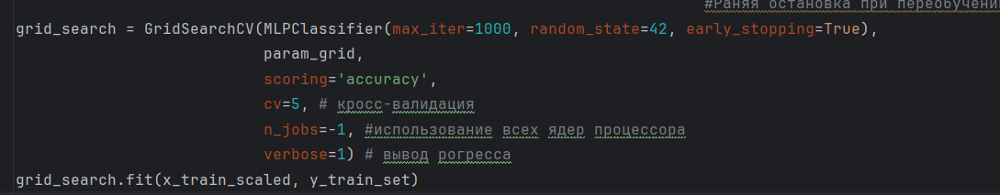 #Раняя остановка при переобучени
grid_search = GridSearchCV(MLPClassifier(max_iter=1000, random_state=42, early_stopping=True),
param_grid,
scoring='accuracy',
cv=5, # кросс-валидация
n_jobs=-1, #использование всех ядер процессора
verbose=1) # вывод рогресса
grid_search.fit(x_train_scaled, y_train_set)